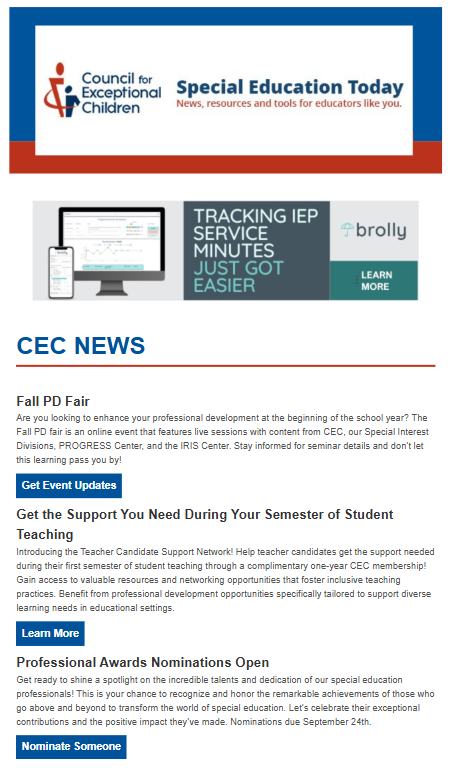 Council for
Exceptional
Children
Special Education Today
News, resources and tools for educators like you.
TRACKING IEP
SERVICE
MINUTES
JUST GOT
EASIER
brolly
LEARN
MORE
CEC NEWS
Fall PD Fair
Are you looking to enhance your professional development at the beginning of the school year? The
Fall PD fair is an online event that features live sessions with content from CEC, our Special Interest
Divisions, PROGRESS Center, and the IRIS Center. Stay informed for seminar details and don't let
this learning pass you by!
Get Event Updates
Get the Support You Need During Your Semester of Student
Teaching
Introducing the Teacher Candidate Support Network! Help teacher candidates get the support needed
during their first semester of student teaching through a complimentary one-year CEC membership!
Gain access to valuable resources and networking opportunities that foster inclusive teaching
practices. Benefit from professional development opportunities specifically tailored to support diverse
learning needs in educational settings.
Learn More
Professional Awards Nominations Open
Get ready to shine a spotlight on the incredible talents and dedication of our special education
professionals! This is your chance to recognize and honor the remarkable achievements of those who
go above and beyond to transform the world of special education. Let's celebrate their exceptional
contributions and the positive impact they've made. Nominations due September 24th.
Nominate Someone